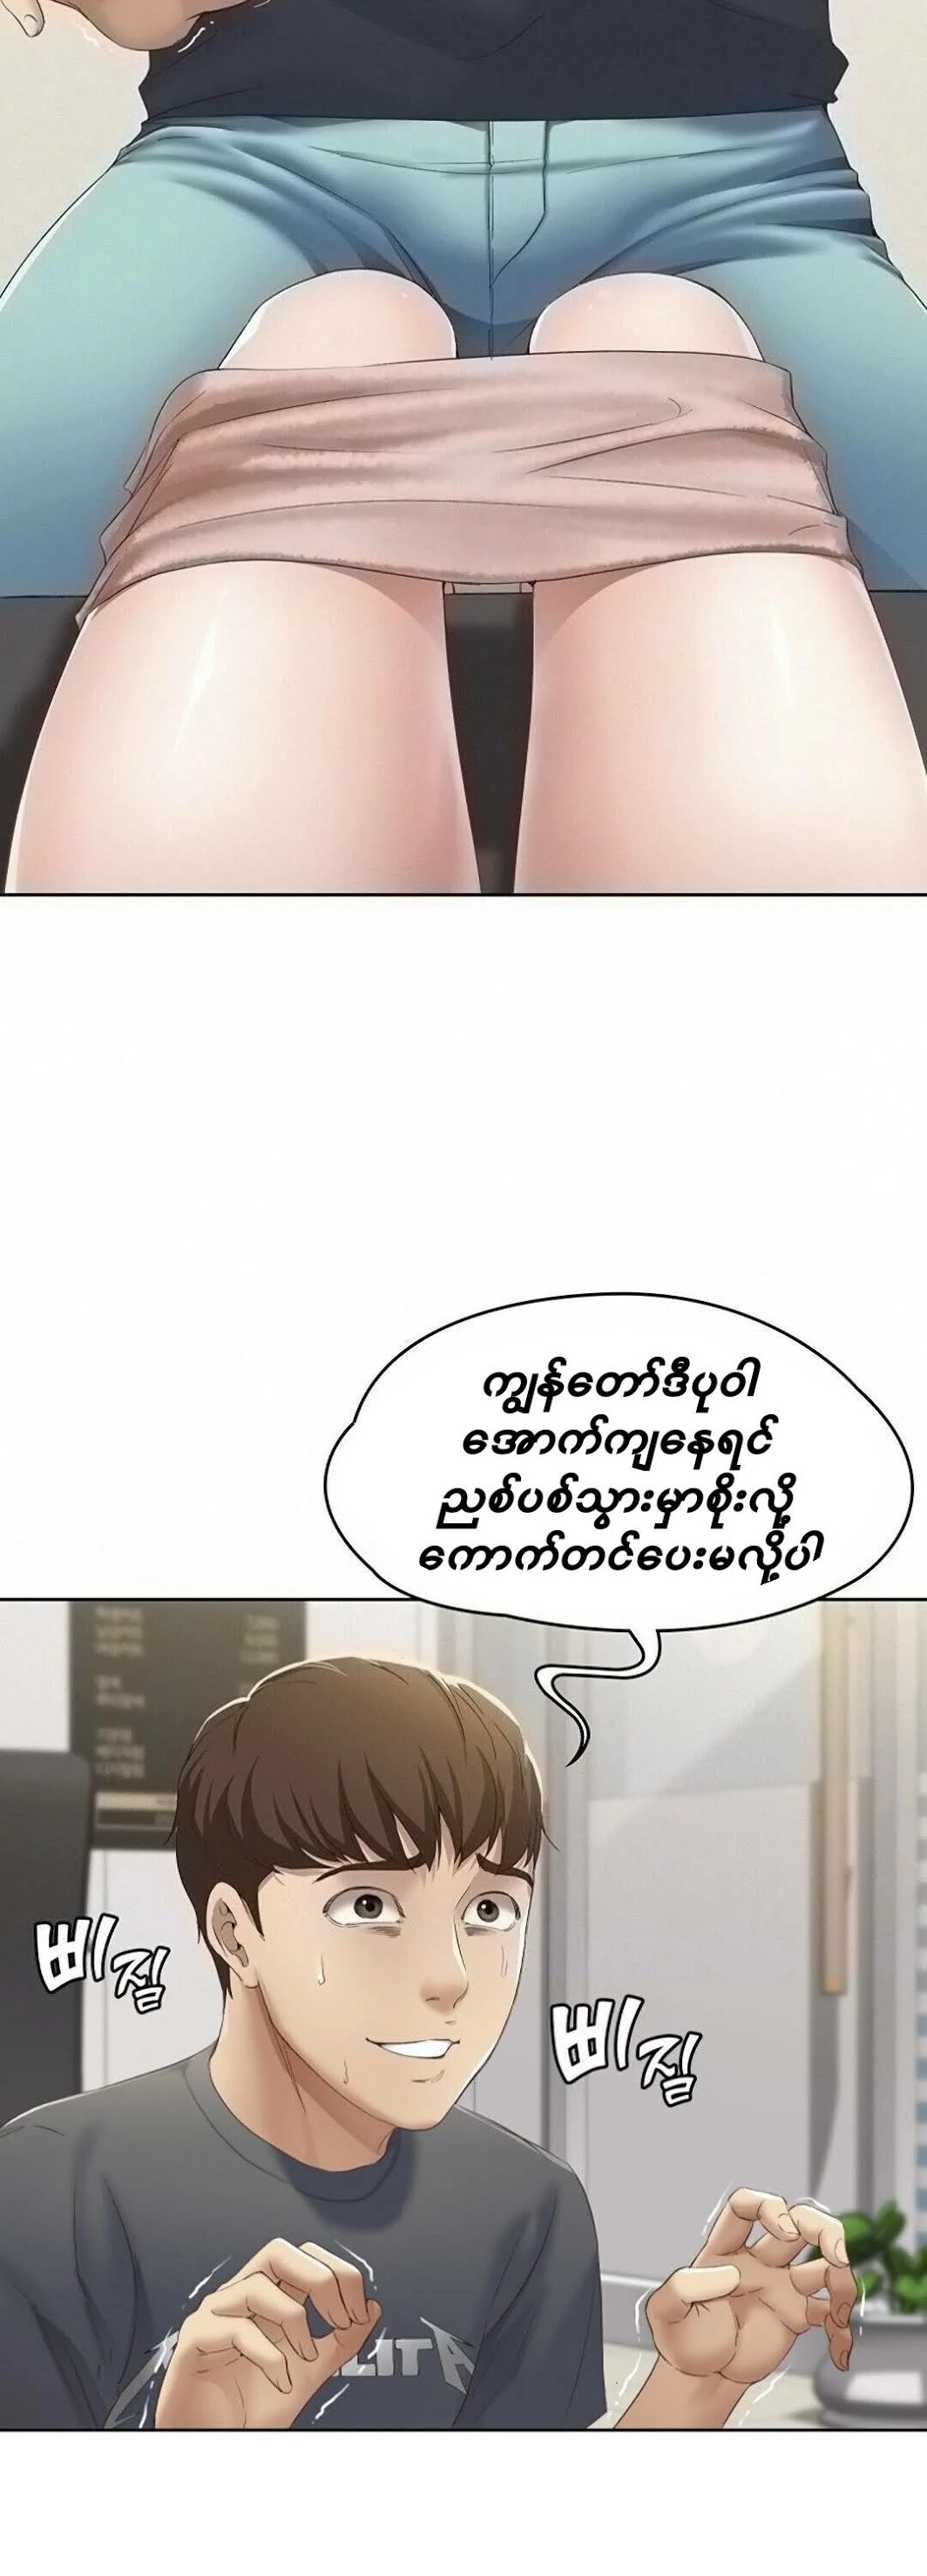 ကျွန်တော်ဒီပုဝါ
အောက်ကျနေရင်
ညစ်ပစ်သွားမှာစိုးလို့
ကောက်တင်ပေးမလို့ပါ
삐질
삐질